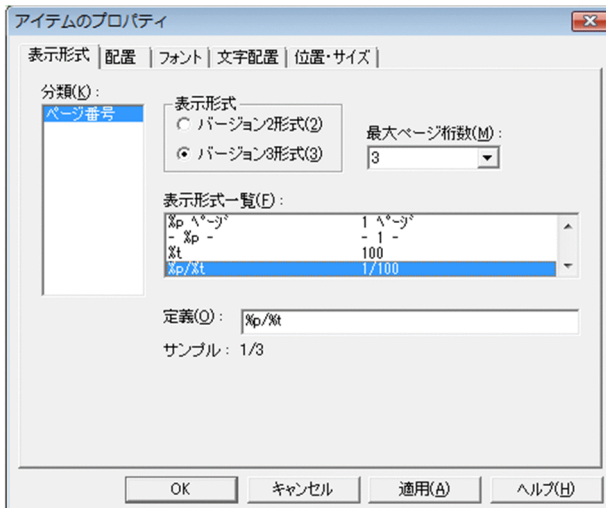 アイテムのプロパティ
表示形式 配置 フォント 文字配置 位置・サイズ
分類(K):
ページ番号
表示形式
バージョン2形式(2)
バージョン3形式(3)
最大ページ桁数(M):
3
表示形式一覧(F):
%p ﾍﾟｰｼﾞ 1 ﾍﾟｰｼﾞ
- %p - - 1 -
%t 100
%p/%t 1/100
定義(O): %p/%t
サンプル: 1/3
OK キャンセル 適用(A) ヘルプ(H)